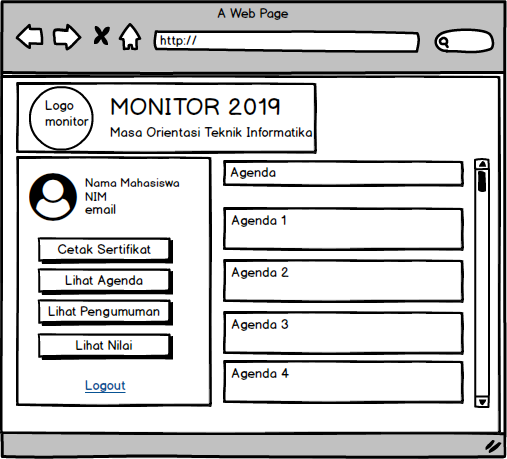 A Web Page
http://
Logo
monitor
MONITOR 2019
Masa Orientasi Teknik Informatika
Nama Mahasiswa
NIM
email
Cetak Sertifikat
Lihat Agenda
Lihat Pengumuman
Lihat Nilai
Logout
Agenda
Agenda 1
Agenda 2
Agenda 3
Agenda 4